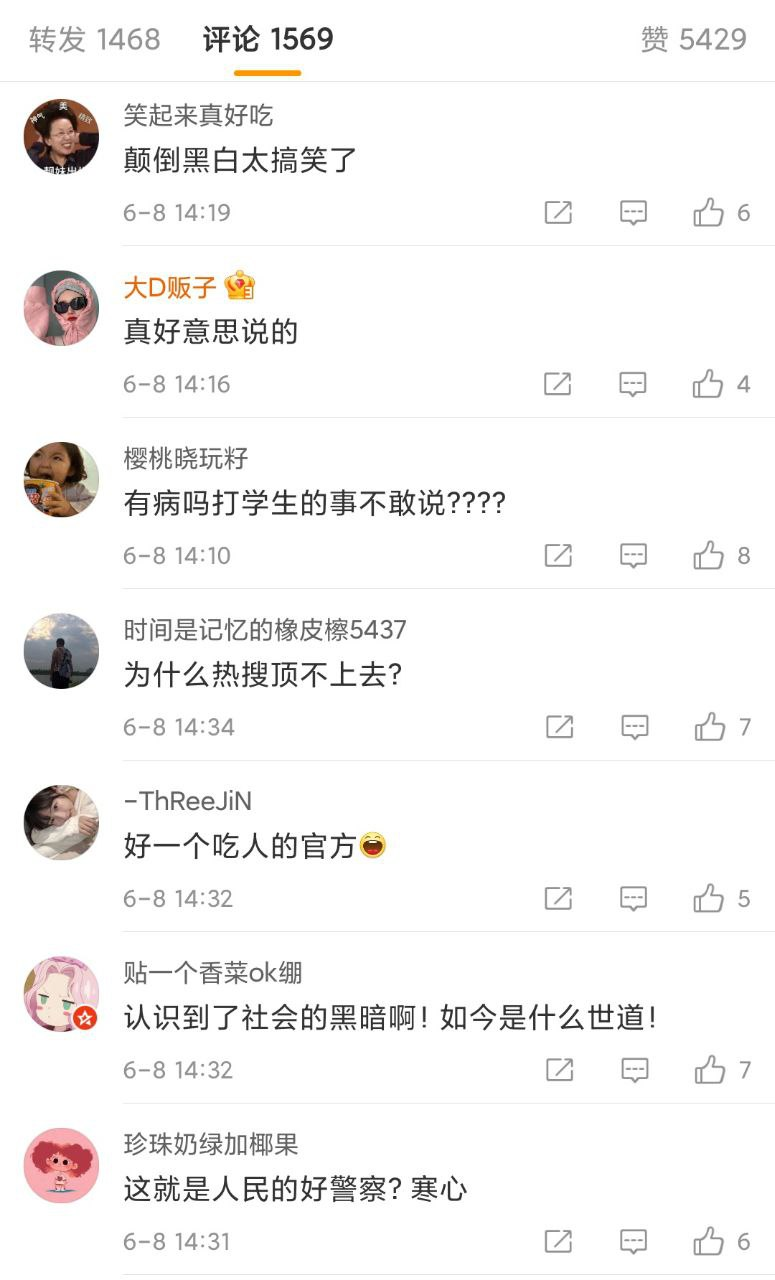 转发 1468 评论 1569 赞 5429
笑起来真好吃
颠倒黑白太搞笑了
6-8 14:19 6
大D贩子
真好意思说的
6-8 14:16 4
樱桃晓玩籽
有病吗打学生的事不敢说????
6-8 14:10 8
时间是记忆的橡皮檫5437
为什么热搜顶不上去?
6-8 14:34 7
-ThReeJiN
好一个吃人的官方
6-8 14:32 5
贴一个香菜ok绷
认识到了社会的黑暗啊!如今是什么世道!
6-8 14:32 7
珍珠奶绿加椰果
这就是人民的好警察?寒心
6-8 14:31 6